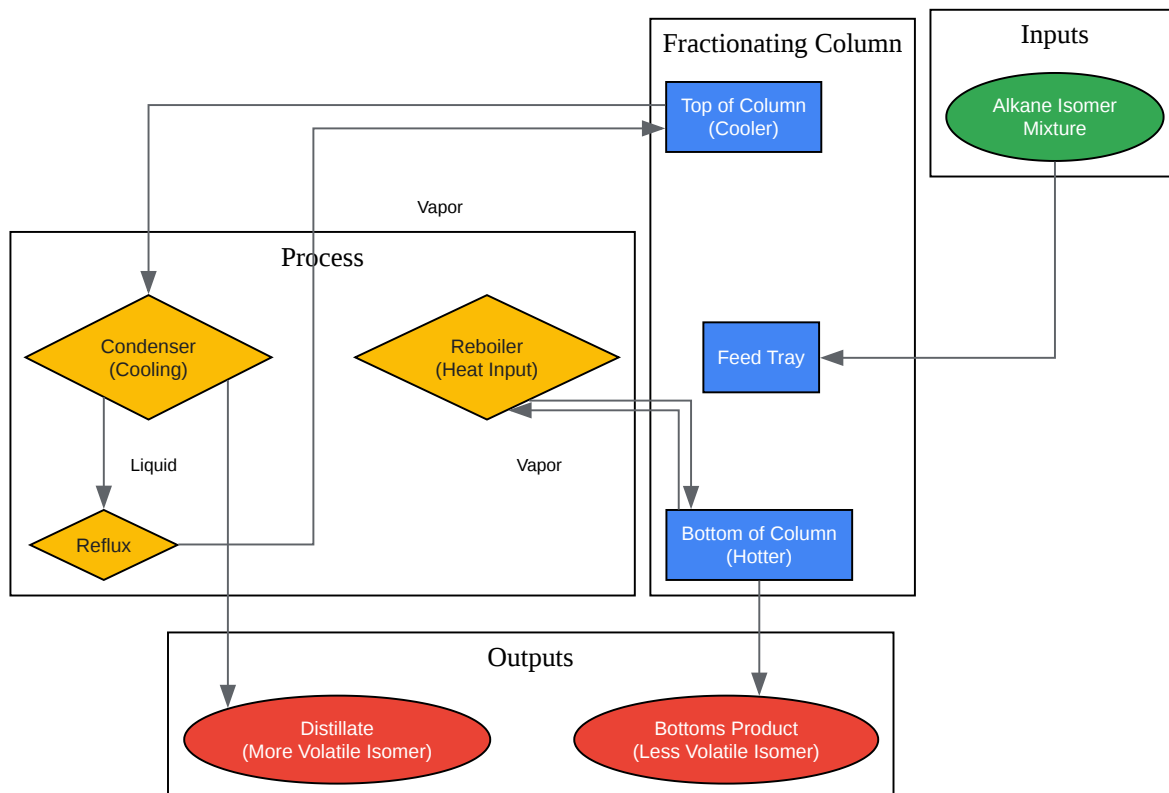 Fractionating Column
Inputs
Top of Column
(Cooler)
Alkane Isomer
Mixture
Vapor
Process
Condenser
(Cooling)
Reboiler
(Heat Input)
Feed Tray
Liquid
Vapor
Reflux
Bottom of Column
(Hotter)
Outputs
Distillate
(More Volatile Isomer)
Bottoms Product
(Less Volatile Isomer)